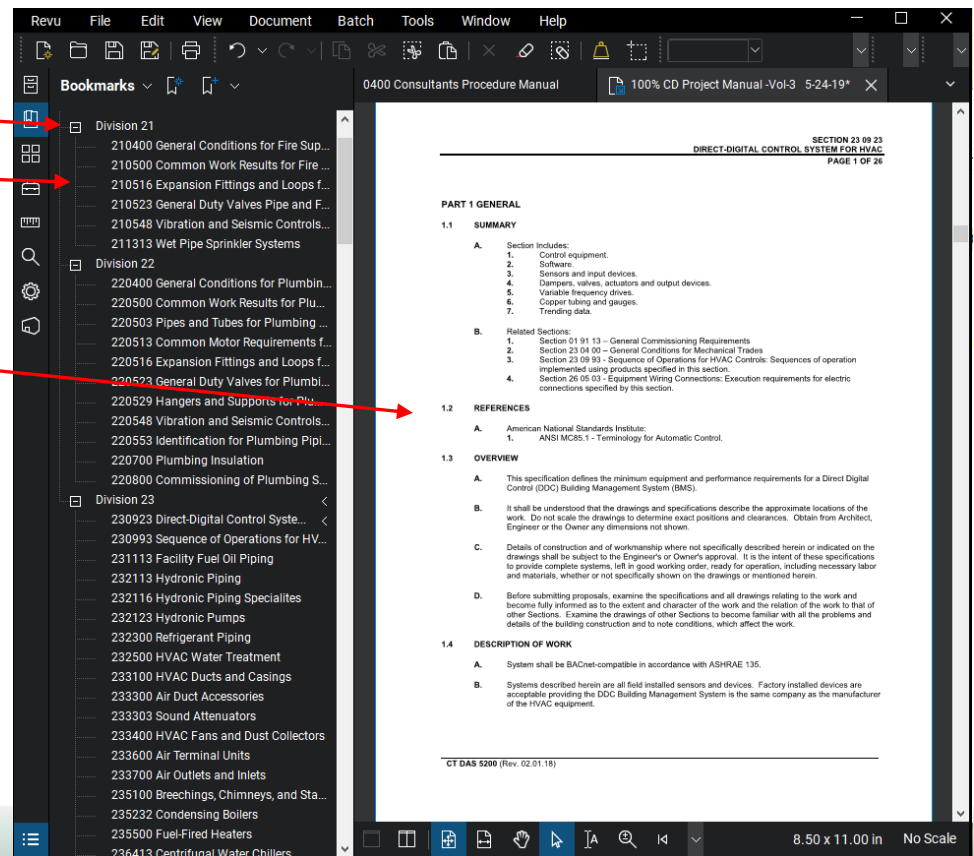 Revu File Edit View Document Batch Tools Window Help
Bookmarks
0400 Consultants Procedure Manual
100% CD Project Manual -Vol-3 5-24-19*
Division 21
210400 General Conditions for Fire Sup...
210500 Common Work Results for Fire ...
210516 Expansion Fittings and Loops f...
210523 General Duty Valves Pipe and F...
210548 Vibration and Seismic Controls...
211313 Wet Pipe Sprinkler Systems
Division 22
220400 General Conditions for Plumbin...
220500 Common Work Results for Plu...
220503 Pipes and Tubes for Plumbing ...
220513 Common Motor Requirements f...
220516 Expansion Fittings and Loops f...
220523 General Duty Valves for Plumbi...
220529 Hangers and Supports for Plu...
220548 Vibration and Seismic Controls...
220553 Identification for Plumbing Pipi...
220700 Plumbing Insulation
220800 Commissioning of Plumbing S...
Division 23
230923 Direct-Digital Control Syste...
230993 Sequence of Operations for HV...
231113 Facility Fuel Oil Piping
232113 Hydronic Piping
232116 Hydronic Piping Specialites
232123 Hydronic Pumps
232300 Refrigerant Piping
232500 HVAC Water Treatment
233100 HVAC Ducts and Casings
233300 Air Duct Accessories
233303 Sound Attenuators
233400 HVAC Fans and Dust Collectors
233600 Air Terminal Units
233700 Air Outlets and Inlets
235100 Breechings, Chimneys, and Sta...
235232 Condensing Boilers
235500 Fuel-Fired Heaters
236413 Centrifugal Water Chillers
SECTION 23 09 23
DIRECT-DIGITAL CONTROL SYSTEM FOR HVAC
PAGE 1 OF 26
PART 1 GENERAL
1.1 SUMMARY
A. Section Includes:
1. Control equipment.
2. Software.
3. Sensors and input devices.
4. Dampers, valves, actuators and output devices.
5. Variable frequency drives.
6. Copper tubing and gauges.
7. Trending data.
B. Related Sections:
1. Section 01 91 13 – General Commissioning Requirements
2. Section 23 04 00 – General Conditions for Mechanical Trades
3. Section 23 09 93 - Sequence of Operations for HVAC Controls: Sequences of operation
implemented using products specified in this section.
4. Section 26 05 03 - Equipment Wiring Connections: Execution requirements for electric
connections specified by this section.
1.2 REFERENCES
A. American National Standards Institute:
1. ANSI MC85.1 - Terminology for Automatic Control.
1.3 OVERVIEW
A. This specification defines the minimum equipment and performance requirements for a Direct Digital
Control (DDC) Building Management System (BMS).
B. It shall be understood that the drawings and specifications describe the approximate locations of the
work. Do not scale the drawings to determine exact positions and clearances. Obtain from Architect,
Engineer or the Owner any dimensions not shown.
C. Details of construction and of workmanship where not specifically described herein or indicated on the
drawings shall be subject to the Engineer's or Owner's approval. It is the intent of these specifications
to provide complete systems, left in good working order, ready for operation, including necessary labor
and materials, whether or not specifically shown on the drawings or mentioned herein.
D. Before submitting proposals, examine the specifications and all drawings relating to the work and
become fully informed as to the extent and character of the work and the relation of the work to that of
other Sections. Examine the drawings of other Sections to become familiar with all the problems and
details of the building construction and to note conditions, which affect the work.
1.4 DESCRIPTION OF WORK
A. System shall be BACnet-compatible in accordance with ASHRAE 135.
B. Systems described herein are all field installed sensors and devices. Factory installed devices are
acceptable providing the DDC Building Management System is the same company as the manufacturer
of the HVAC equipment.
CT DAS 5200 (Rev. 02.01.18)
8.50 x 11.00 in No Scale